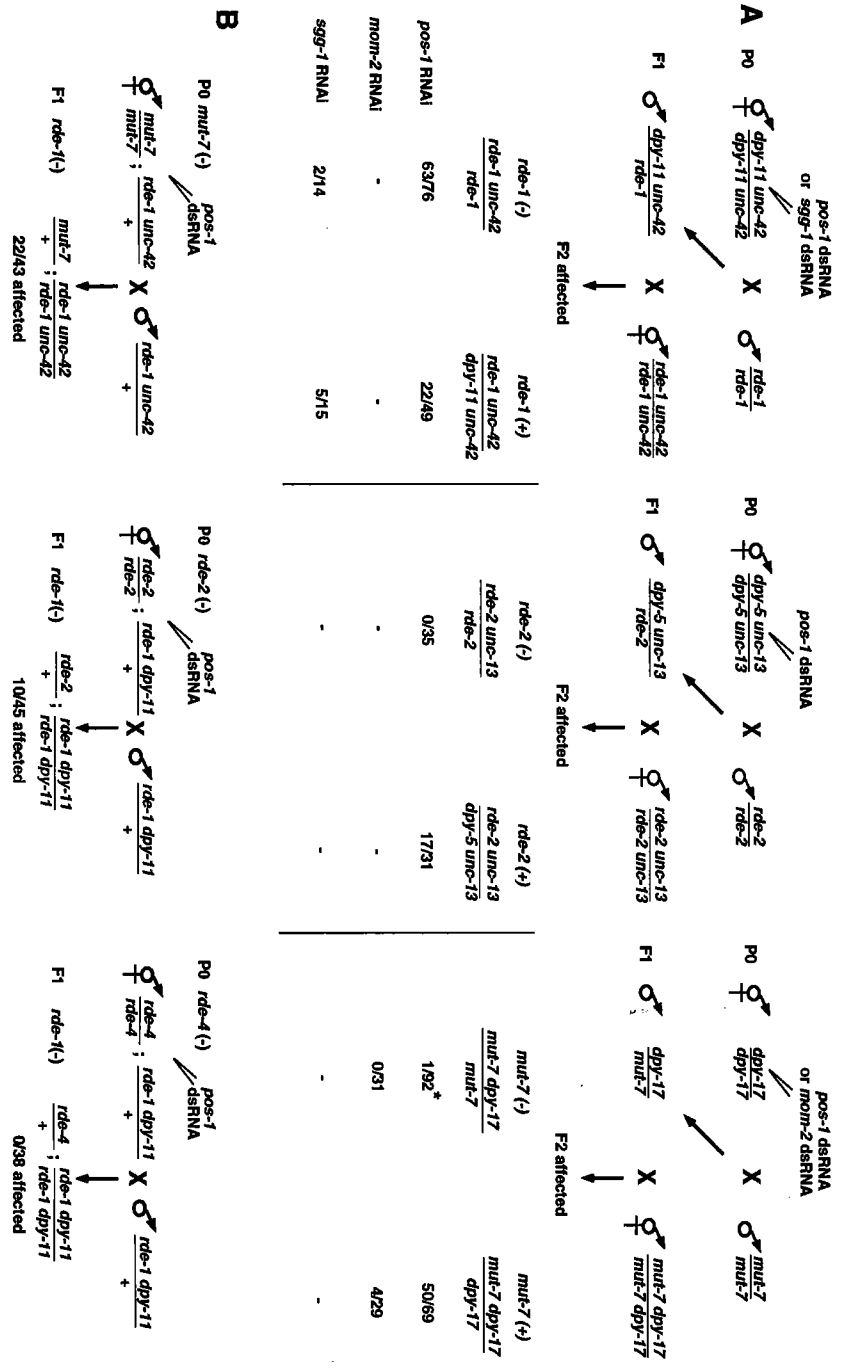 A
pos-1 dsRNA
or sgg-1 dsRNA
P0
dpy-11 unc-42
dpy-11 unc-42
X
rde-1
rde-1
F1
dpy-11 unc-42
rde-1
X
rde-1 unc-42
rde-1 unc-42
F2 affected
pos-1 dsRNA
P0
dpy-5 unc-13
dpy-5 unc-13
X
rde-2
rde-2
F1
dpy-5 unc-13
rde-2
X
rde-2 unc-13
rde-2 unc-13
F2 affected
pos-1 dsRNA
or mom-2 dsRNA
P0
dpy-17
dpy-17
X
mut-7
mut-7
F1
dpy-17
mut-7
X
mut-7 dpy-17
mut-7 dpy-17
F2 affected
rde-1 (-) rde-1 (+) rde-2 (-) rde-2 (+) mut-7 (-) mut-7 (+)
rde-1 unc-42 rde-1 unc-42 rde-2 unc-13 rde-2 unc-13 mut-7 dpy-17 mut-7 dpy-17
rde-1 dpy-11 unc-42 rde-2 dpy-5 unc-13 mut-7 dpy-17
pos-1 RNAi 63/76 22/49 0/35 17/31 1/92* 50/69
mom-2 RNAi - - - - 0/31 4/29
sgg-1 RNAi 2/14 5/15 - - - -
B
P0 mut-7 (-)
pos-1
dsRNA
mut-7 ; rde-1 unc-42 X rde-1 unc-42
mut-7 + +
F1 rde-1(-)
mut-7 ; rde-1 unc-42
+ rde-1 unc-42
22/43 affected
P0 rde-2 (-)
pos-1
dsRNA
rde-2 ; rde-1 dpy-11 X rde-1 dpy-11
rde-2 + +
F1 rde-1(-)
rde-2 ; rde-1 dpy-11
+ rde-1 dpy-11
10/45 affected
P0 rde-4 (-)
pos-1
dsRNA
rde-4 ; rde-1 dpy-11 X rde-1 dpy-11
rde-4 + +
F1 rde-1(-)
rde-4 ; rde-1 dpy-11
+ rde-1 dpy-11
0/38 affected